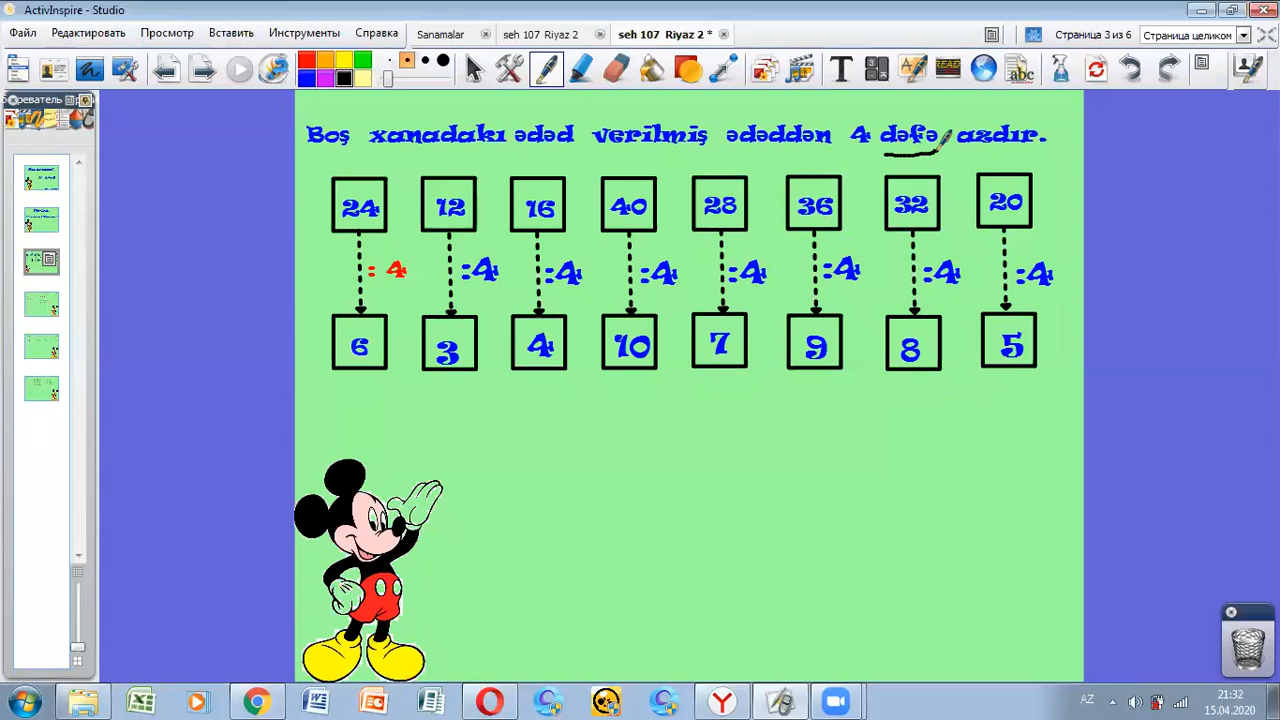 ActivInspire - Studio
Файл Редактировать Просмотр Вставить Инструменты Справка Sanamalar seh 107 Riyaz 2 seh 107 Riyaz 2 * Страница 3 из 6 Страница целиком
Boş xanadakı ədəd verilmiş ədəddən 4 dəfə azdır.
24 12 16 40 28 36 32 20
: 4 :4 :4 :4 :4 :4 :4 :4
6 3 4 10 7 9 8 5
AZ 21:32
15.04.2020